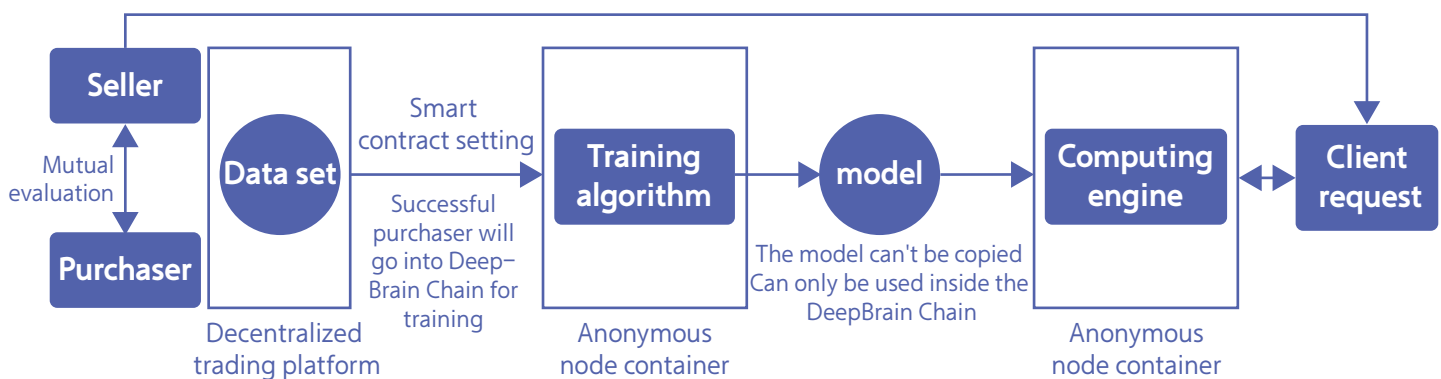 Seller
Mutual
evaluation
Purchaser
Data set
Decentralized
trading platform
Smart
contract setting
Successful
purchaser will
go into Deep–
Brain Chain for
training
Training
algorithm
Anonymous
node container
model
The model can't be copied
Can only be used inside the
DeepBrain Chain
Computing
engine
Anonymous
node container
Client
request